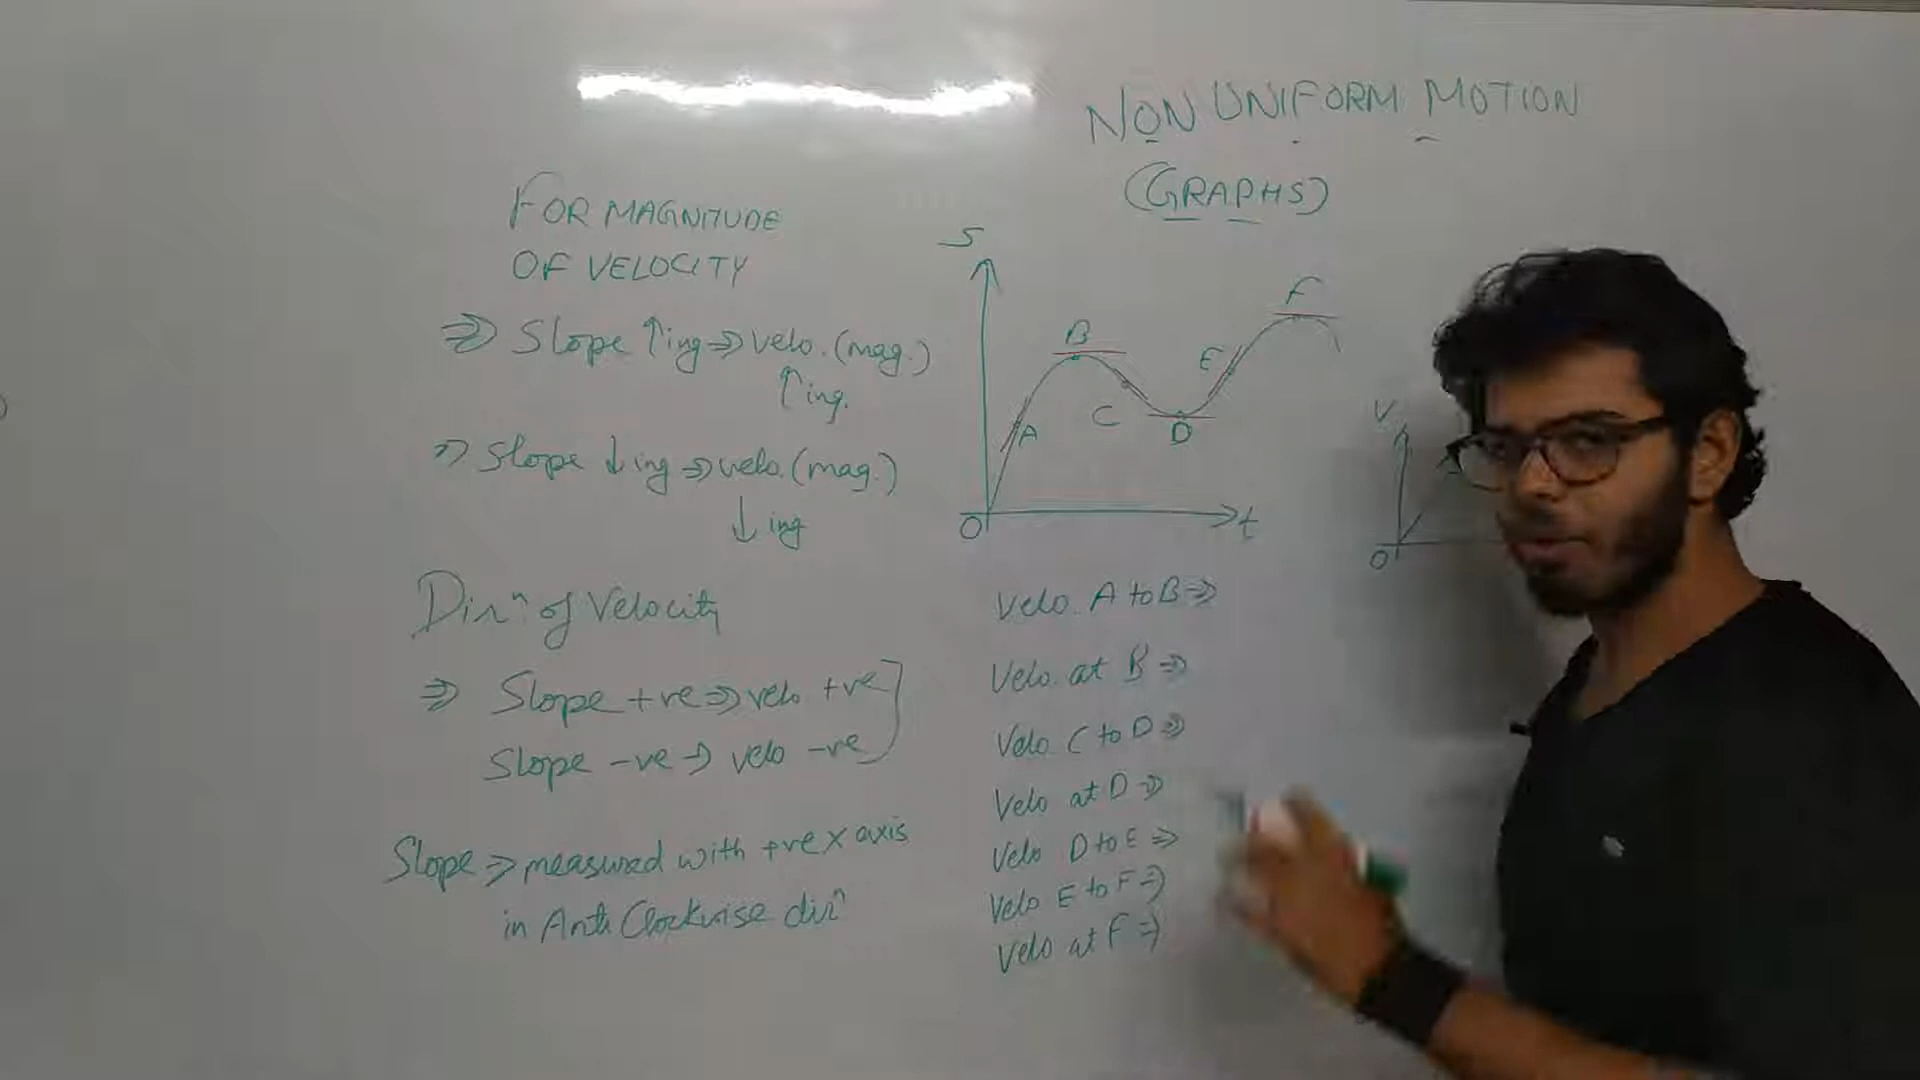 NON UNIFORM MOTION
(GRAPHS)
FOR MAGNITUDE
OF VELOCITY
⇒ Slope ↑ing ⇒ velo. (mag.)
↑ing.
⇒ Slope ↓ing ⇒ velo. (mag.)
↓ing
Dirⁿ of Velocity
⇒ Slope +ve ⇒ velo +ve
Slope -ve → velo -ve
Slope ⇒ measured with +ve x axis
in Anti Clockwise dirⁿ
S
A
B
C
D
E
F
O
t
V
O
Velo. A to B ⇒
Velo. at B ⇒
Velo. C to D ⇒
Velo at D ⇒
Velo D to E ⇒
Velo E to F ⇒
Velo at F ⇒